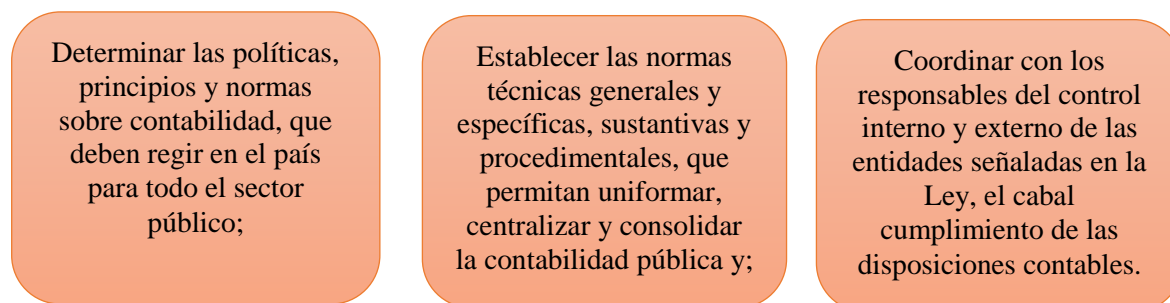 Determinar las políticas,
principios y normas
sobre contabilidad, que
deben regir en el país
para todo el sector
público;
Establecer las normas
técnicas generales y
específicas, sustantivas y
procedimentales, que
permitan uniformar,
centralizar y consolidar
la contabilidad pública y;
Coordinar con los
responsables del control
interno y externo de las
entidades señaladas en la
Ley, el cabal
cumplimiento de las
disposiciones contables.